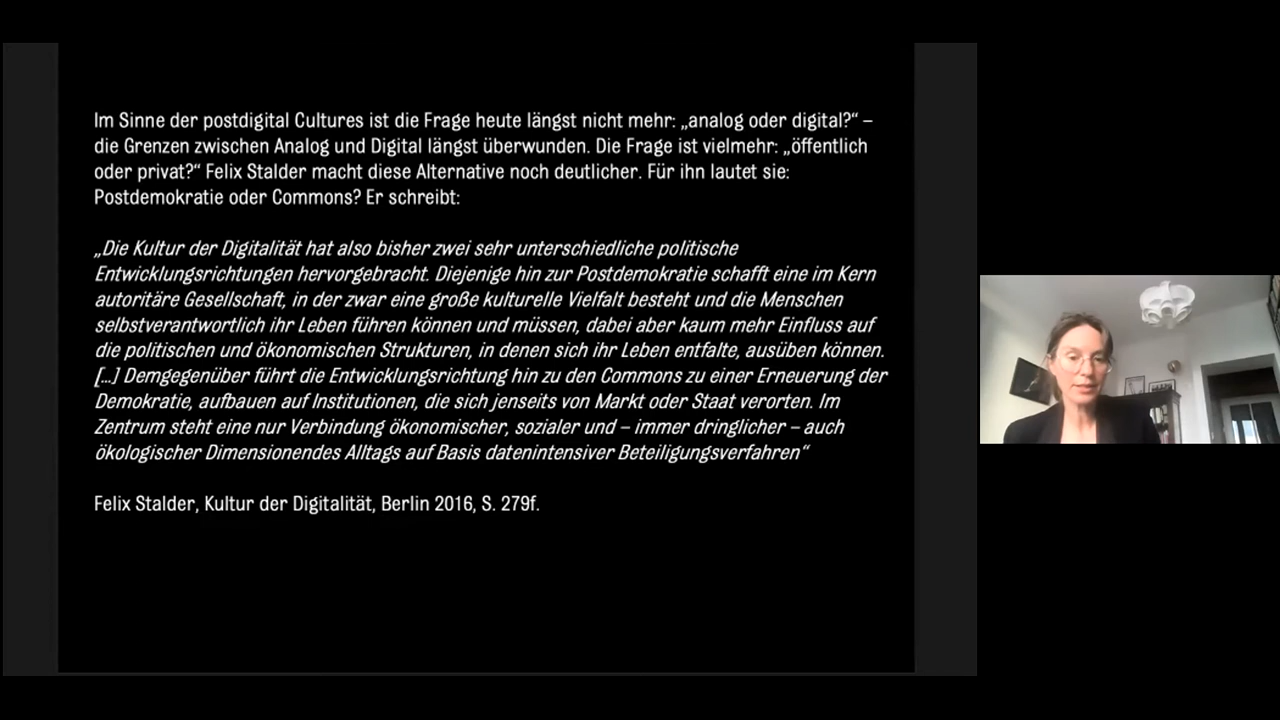 Im Sinne der postdigital Cultures ist die Frage heute längst nicht mehr: „analog oder digital?“ –
die Grenzen zwischen Analog und Digital längst überwunden. Die Frage ist vielmehr: „öffentlich
oder privat?“ Felix Stalder macht diese Alternative noch deutlicher. Für ihn lautet sie:
Postdemokratie oder Commons? Er schreibt:
„Die Kultur der Digitalität hat also bisher zwei sehr unterschiedliche politische
Entwicklungsrichtungen hervorgebracht. Diejenige hin zur Postdemokratie schafft eine im Kern
autoritäre Gesellschaft, in der zwar eine große kulturelle Vielfalt besteht und die Menschen
selbstverantwortlich ihr Leben führen können und müssen, dabei aber kaum mehr Einfluss auf
die politischen und ökonomischen Strukturen, in denen sich ihr Leben entfalte, ausüben können.
[...] Demgegenüber führt die Entwicklungsrichtung hin zu den Commons zu einer Erneuerung der
Demokratie, aufbauen auf Institutionen, die sich jenseits von Markt oder Staat verorten. Im
Zentrum steht eine nur Verbindung ökonomischer, sozialer und – immer dringlicher – auch
ökologischer Dimensionendes Alltags auf Basis datenintensiver Beteiligungsverfahren“
Felix Stalder, Kultur der Digitalität, Berlin 2016, S. 279f.